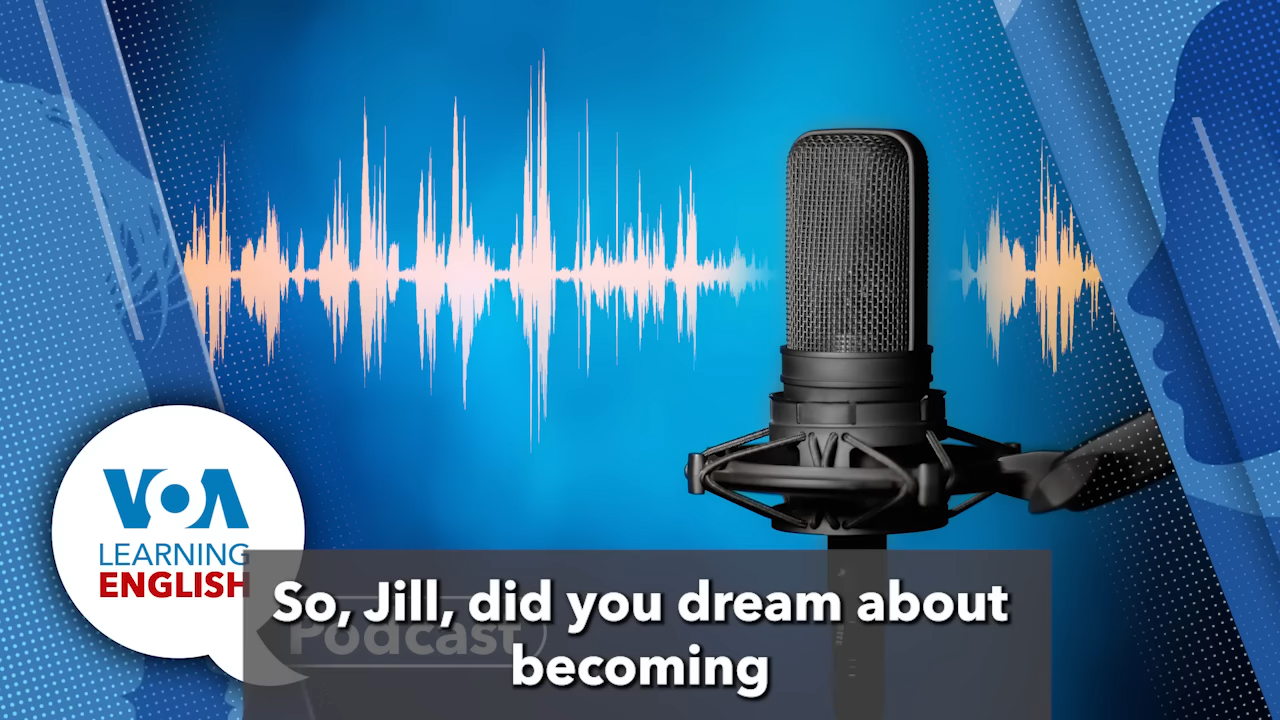 VOA
LEARNING
ENGLISH
Podcast
So, Jill, did you dream about
becoming